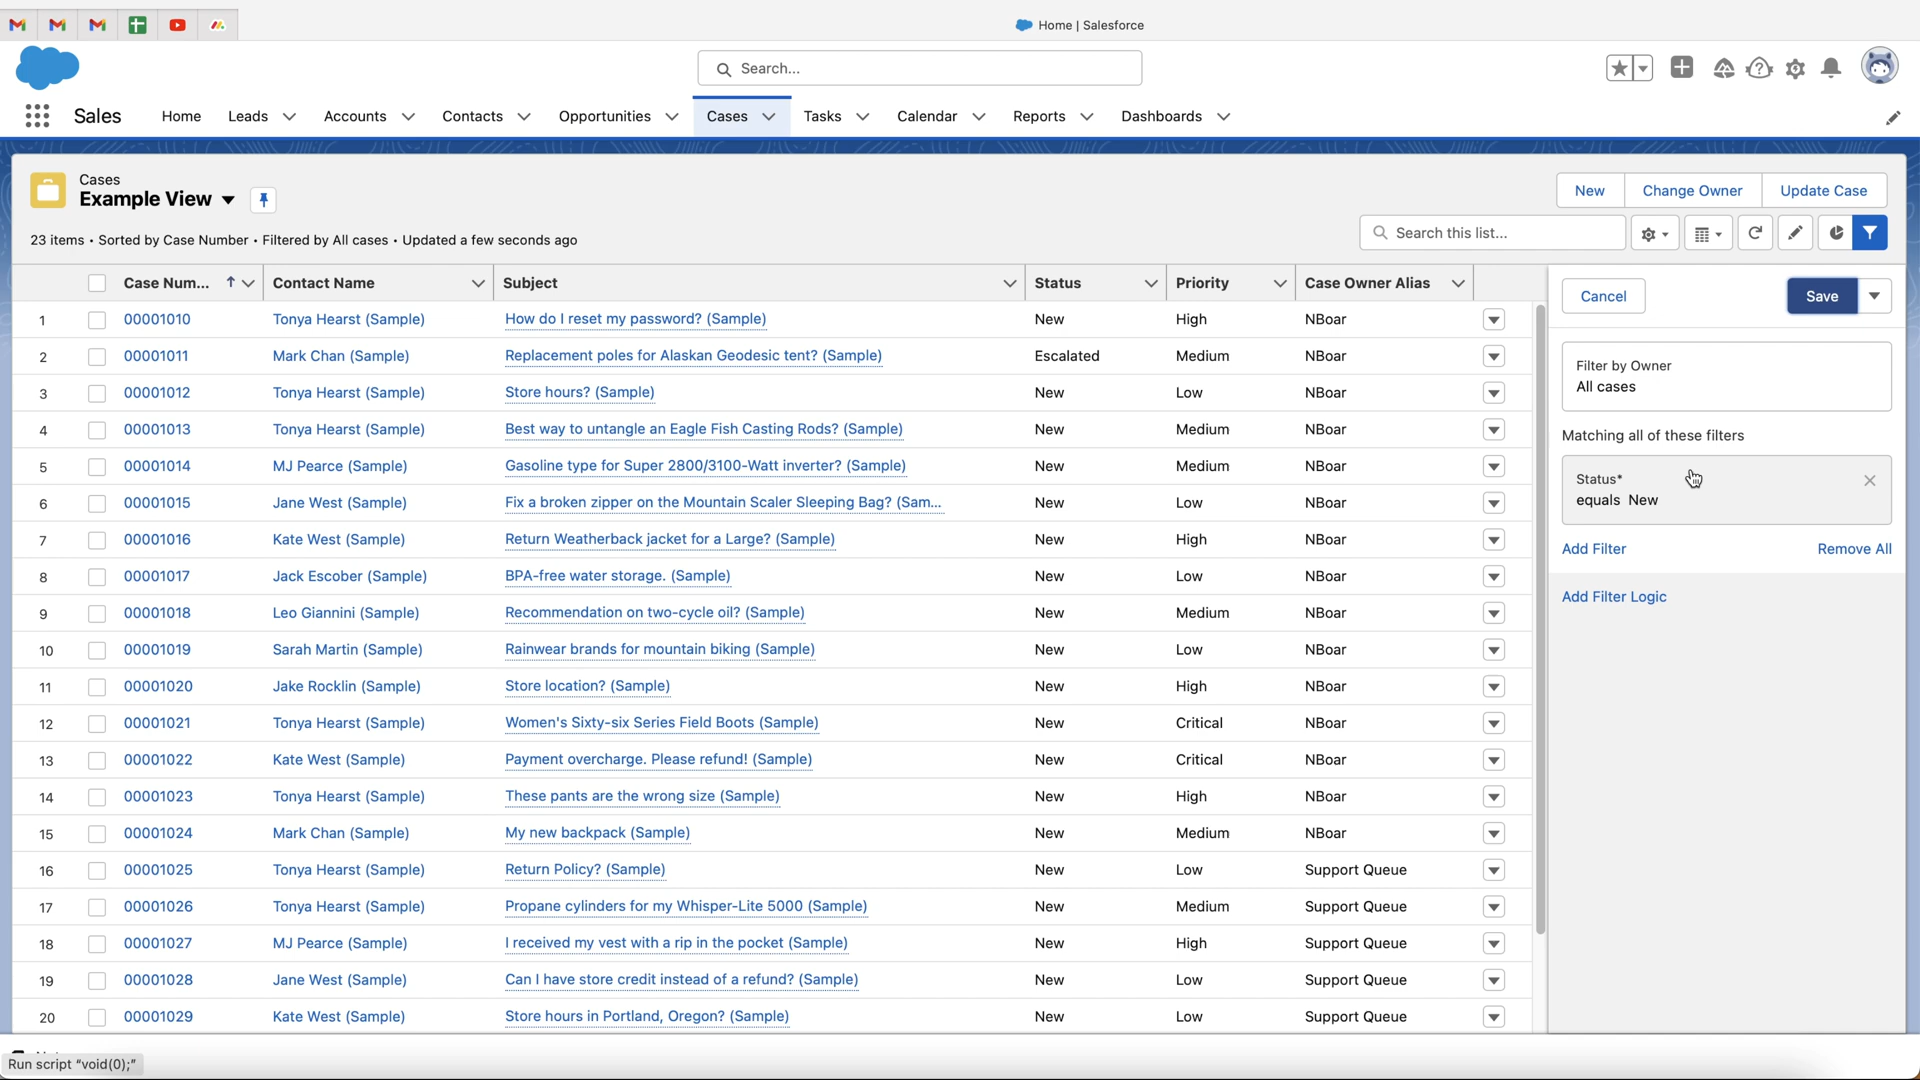 Home | Salesforce
Search...
Sales Home Leads Accounts Contacts Opportunities Cases Tasks Calendar Reports Dashboards
Cases
Example View
New Change Owner Update Case
23 items • Sorted by Case Number • Filtered by All cases • Updated a few seconds ago
Search this list...
Case Num... Contact Name Subject Status Priority Case Owner Alias
1 00001010 Tonya Hearst (Sample) How do I reset my password? (Sample) New High NBoar
2 00001011 Mark Chan (Sample) Replacement poles for Alaskan Geodesic tent? (Sample) Escalated Medium NBoar
3 00001012 Tonya Hearst (Sample) Store hours? (Sample) New Low NBoar
4 00001013 Tonya Hearst (Sample) Best way to untangle an Eagle Fish Casting Rods? (Sample) New Medium NBoar
5 00001014 MJ Pearce (Sample) Gasoline type for Super 2800/3100-Watt inverter? (Sample) New Medium NBoar
6 00001015 Jane West (Sample) Fix a broken zipper on the Mountain Scaler Sleeping Bag? (Sam... New Low NBoar
7 00001016 Kate West (Sample) Return Weatherback jacket for a Large? (Sample) New High NBoar
8 00001017 Jack Escober (Sample) BPA-free water storage. (Sample) New Low NBoar
9 00001018 Leo Giannini (Sample) Recommendation on two-cycle oil? (Sample) New Medium NBoar
10 00001019 Sarah Martin (Sample) Rainwear brands for mountain biking (Sample) New Low NBoar
11 00001020 Jake Rocklin (Sample) Store location? (Sample) New High NBoar
12 00001021 Tonya Hearst (Sample) Women's Sixty-six Series Field Boots (Sample) New Critical NBoar
13 00001022 Kate West (Sample) Payment overcharge. Please refund! (Sample) New Critical NBoar
14 00001023 Tonya Hearst (Sample) These pants are the wrong size (Sample) New High NBoar
15 00001024 Mark Chan (Sample) My new backpack (Sample) New Medium NBoar
16 00001025 Tonya Hearst (Sample) Return Policy? (Sample) New Low Support Queue
17 00001026 Tonya Hearst (Sample) Propane cylinders for my Whisper-Lite 5000 (Sample) New Medium Support Queue
18 00001027 MJ Pearce (Sample) I received my vest with a rip in the pocket (Sample) New High Support Queue
19 00001028 Jane West (Sample) Can I have store credit instead of a refund? (Sample) New Low Support Queue
20 00001029 Kate West (Sample) Store hours in Portland, Oregon? (Sample) New Low Support Queue
Cancel Save
Filter by Owner
All cases
Matching all of these filters
Status*
equals New
Add Filter Remove All
Add Filter Logic
Run script "void(0);"